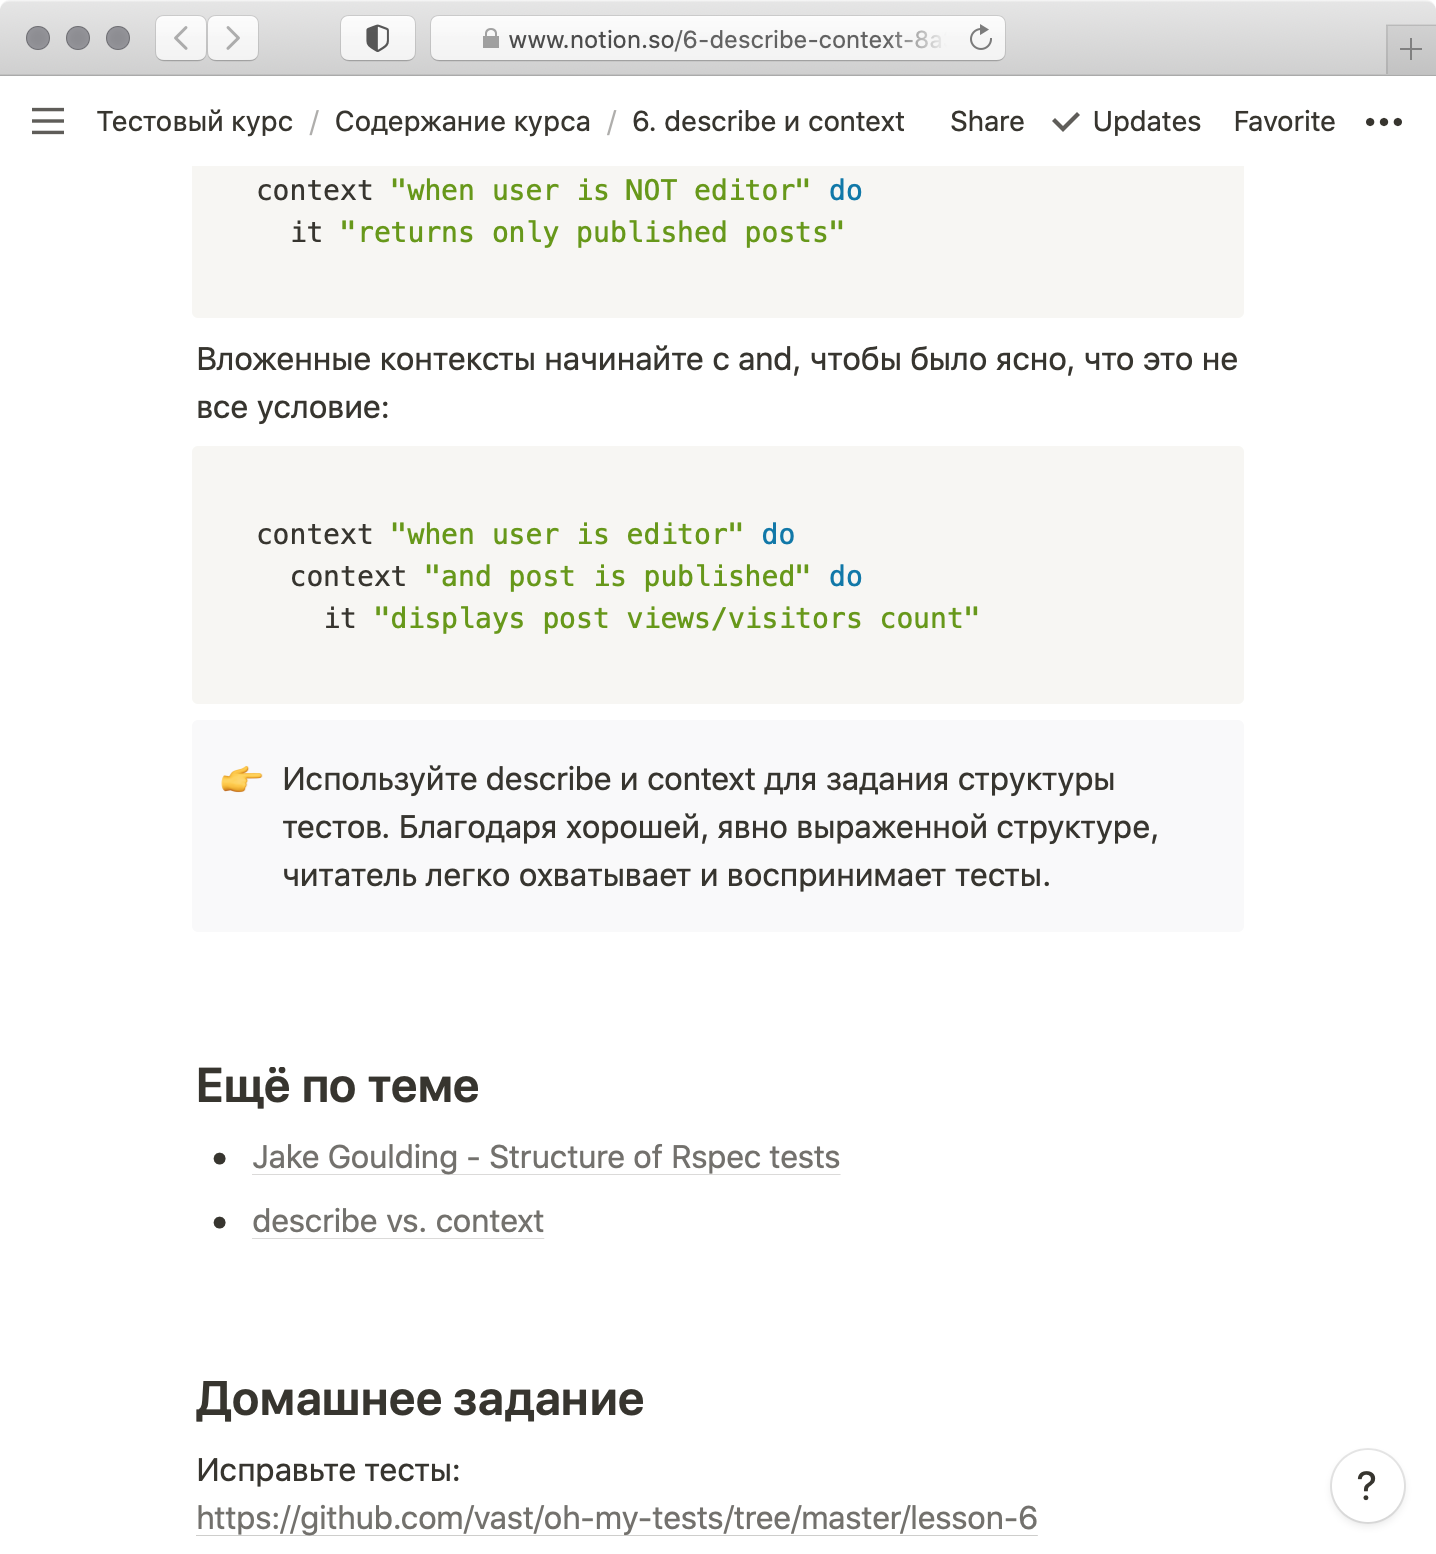 www.notion.so/6-describe-context-8a
Тестовый курс / Содержание курса / 6. describe и context Share Updates Favorite •••
context "when user is NOT editor" do
it "returns only published posts"
Вложенные контексты начинайте с and, чтобы было ясно, что это не
все условие:
context "when user is editor" do
context "and post is published" do
it "displays post views/visitors count"
Используйте describe и context для задания структуры
тестов. Благодаря хорошей, явно выраженной структуре,
читатель легко охватывает и воспринимает тесты.
Ещё по теме
• Jake Goulding - Structure of Rspec tests
• describe vs. context
Домашнее задание
Исправьте тесты:
https://github.com/vast/oh-my-tests/tree/master/lesson-6
?